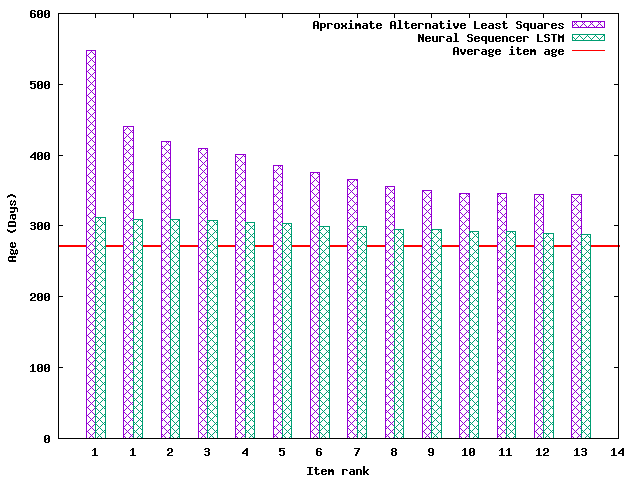 600
500
400
300
200
100
0
Age (Days)
Aproximate Alternative Least Squares
Neural Sequencer LSTM
Average item age
1 1 2 3 4 5 6 7 8 9 10 11 12 13 14
Item rank